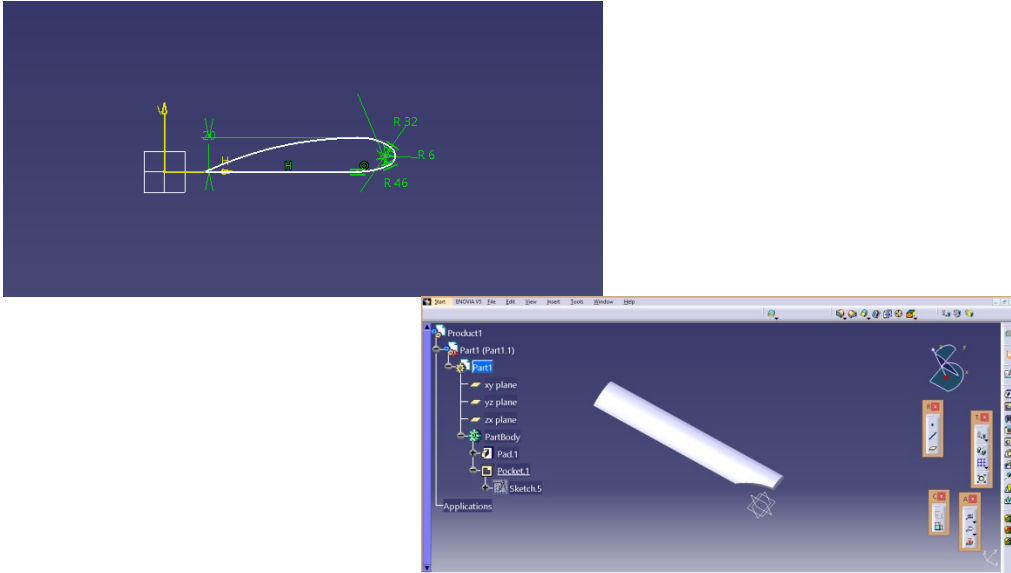 V
20
H
H
R 32
R 6
R 46
Start ENOVIA V5 File Edit View Insert Tools Window Help
Product1
Part1 (Part1.1)
Part1
xy plane
yz plane
zx plane
PartBody
Pad.1
Pocket.1
Sketch.5
Applications